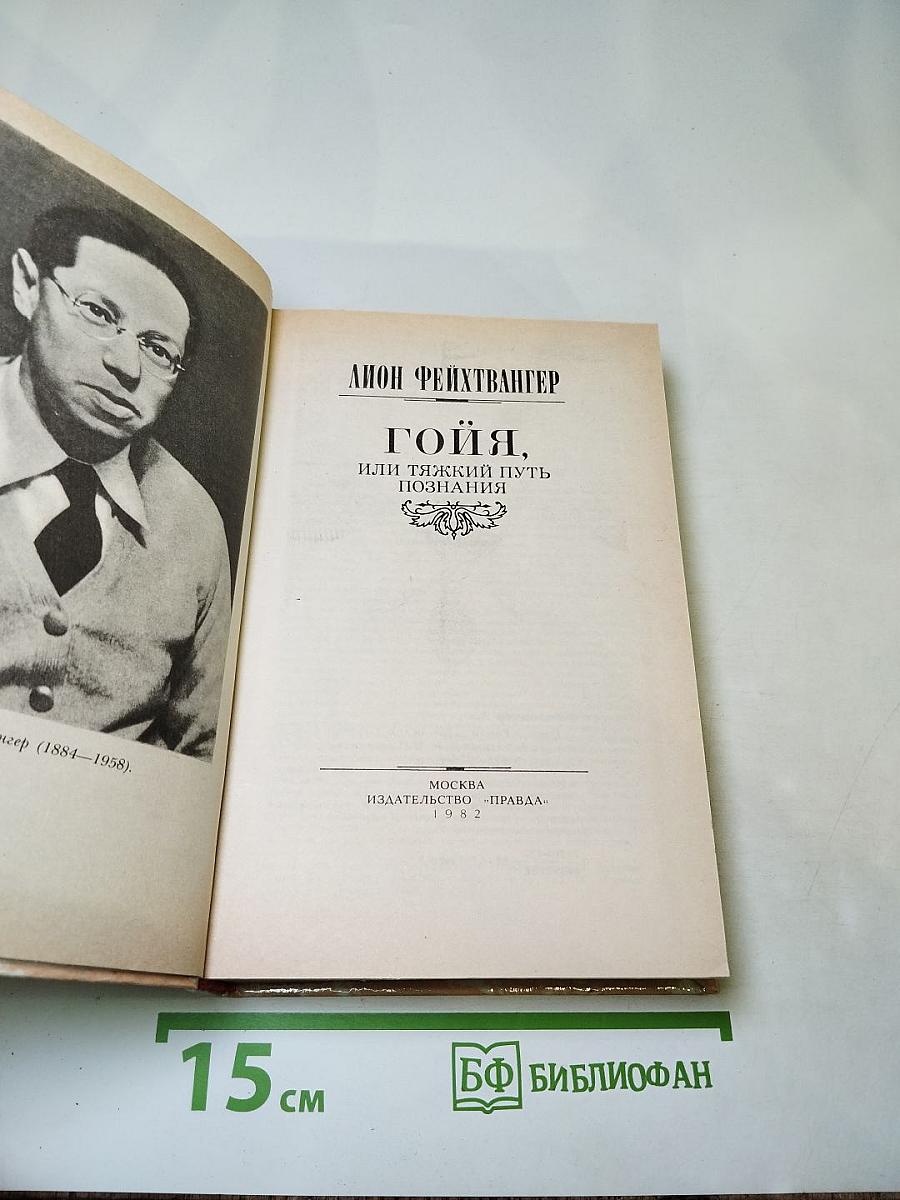 нгер (1884—1958).
ЛИОН ФЕЙХТВАНГЕР
ГОЙЯ,
ИЛИ ТЯЖКИЙ ПУТЬ
ПОЗНАНИЯ
МОСКВА
ИЗДАТЕЛЬСТВО „ПРАВДА“
1982
15 см
БФ БИБЛИОФАН